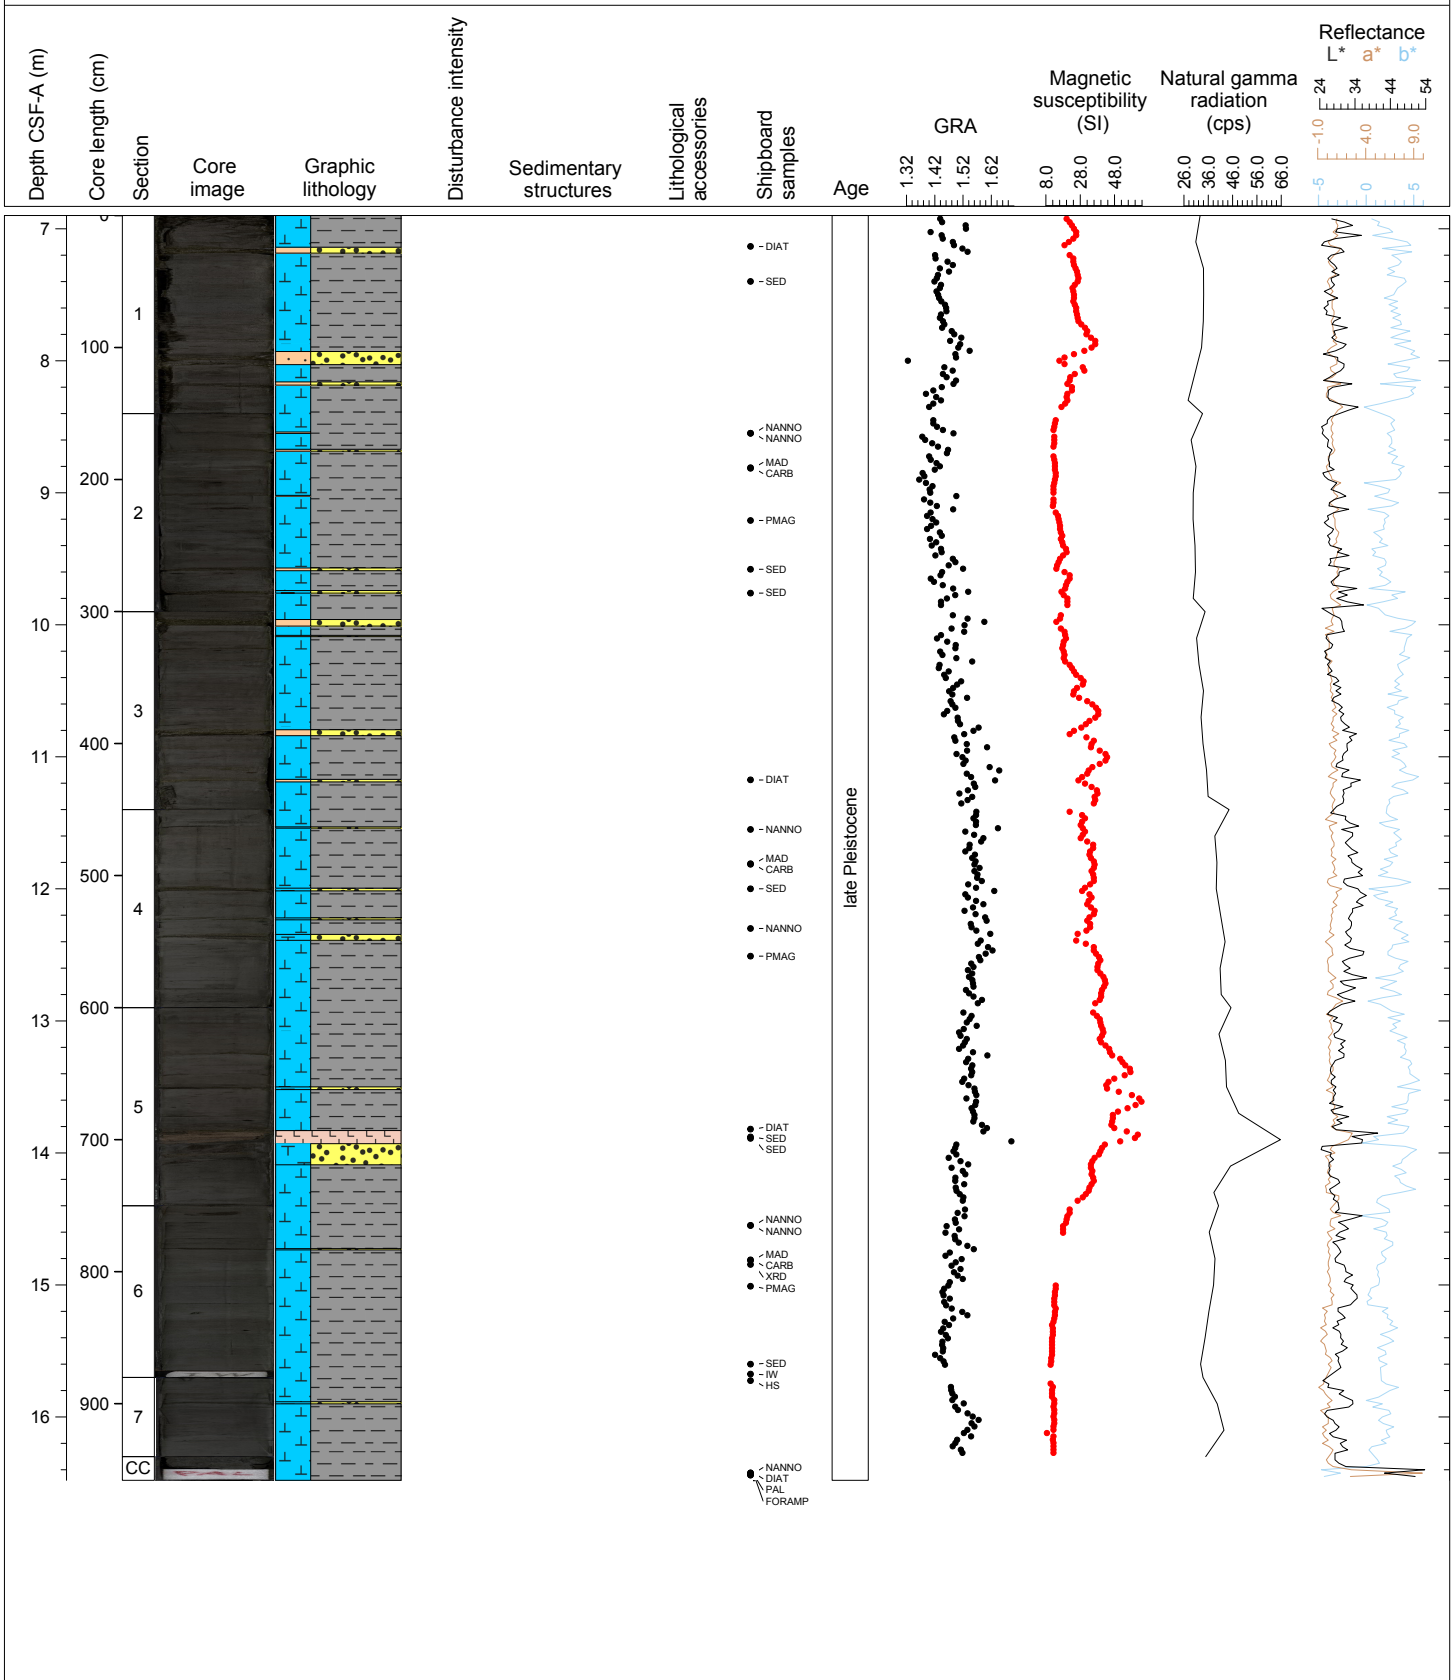 Depth CSF-A (m)
Core length (cm)
Section
Core
image
Graphic
lithology
Disturbance intensity
Sedimentary
structures
Lithological
accessories
Shipboard
samples
Age
GRA
1.32 1.42 1.52 1.62
Magnetic
susceptibility
(SI)
8.0 28.0 48.0
Natural gamma
radiation
(cps)
26.0 36.0 46.0 56.0 66.0
Reflectance
L* a* b*
24 34 44 54
-1.0 4.0 9.0
-5 0 5
7
8
9
10
11
12
13
14
15
16
0
100
200
300
400
500
600
700
800
900
1
2
3
4
5
6
7
CC
DIAT
SED
NANNO
NANNO
MAD
CARB
PMAG
SED
SED
DIAT
NANNO
MAD
CARB
SED
NANNO
PMAG
DIAT
SED
SED
NANNO
NANNO
MAD
CARB
XRD
PMAG
SED
IW
HS
NANNO
DIAT
PAL
FORAMP
late Pleistocene